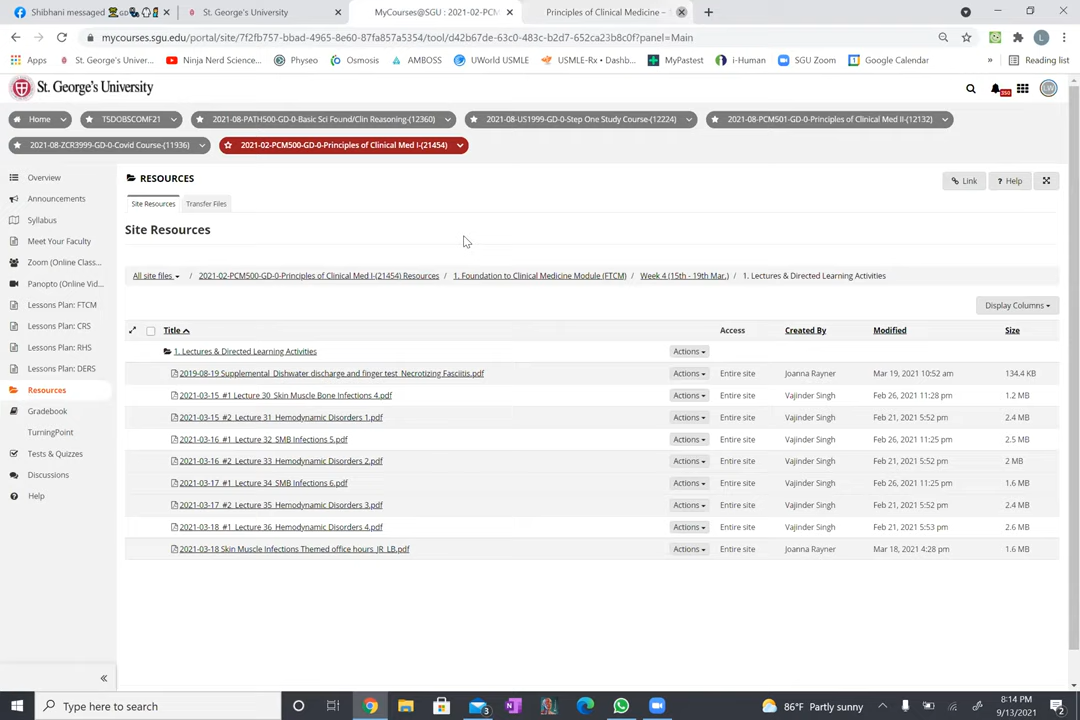 Shibhani messaged
St. George's University
MyCourses@SGU : 2021-02-PCM
Principles of Clinical Medicine –
mycourses.sgu.edu/portal/site/7f2fb757-bbad-4965-8e60-87fa857a5354/tool/d42b67de-63c0-483c-b2d7-652ca23b8c0f?panel=Main
Apps
St. George's Univer...
Ninja Nerd Science...
Physeo
Osmosis
AMBOSS
UWorld USMLE
USMLE-Rx • Dashb...
MyPastest
i-Human
SGU Zoom
Google Calendar
»
Reading list
St. George's University
Home
T5DOBSCOMF21
2021-08-PATH500-GD-0-Basic Sci Found/Clin Reasoning-(12360)
2021-08-US1999-GD-0-Step One Study Course-(12224)
2021-08-PCM501-GD-0-Principles of Clinical Med II-(12132)
2021-08-ZCR3999-GD-0-Covid Course-(11936)
2021-02-PCM500-GD-0-Principles of Clinical Med I-(21454)
Overview
Announcements
Syllabus
Meet Your Faculty
Zoom (Online Class...
Panopto (Online Vid...
Lessons Plan: FTCM
Lessons Plan: CRS
Lessons Plan: RHS
Lessons Plan: DERS
Resources
Gradebook
TurningPoint
Tests & Quizzes
Discussions
Help
«
RESOURCES
Link
? Help
Site Resources
Transfer Files
Site Resources
All site files / 2021-02-PCM500-GD-0-Principles of Clinical Med I-(21454) Resources / 1. Foundation to Clinical Medicine Module (FTCM) / Week 4 (15th - 19th Mar.) / 1. Lectures & Directed Learning Activities
Display Columns
Title Access Created By Modified Size
1. Lectures & Directed Learning Activities Actions
2019-08-19 Supplemental_Dishwater discharge and finger test_Necrotizing Fasciitis.pdf Actions Entire site Joanna Rayner Mar 19, 2021 10:52 am 134.4 KB
2021-03-15_#1_Lecture 30_Skin Muscle Bone Infections 4.pdf Actions Entire site Vajinder Singh Feb 26, 2021 11:28 pm 1.2 MB
2021-03-15_#2_Lecture 31_Hemodynamic Disorders 1.pdf Actions Entire site Vajinder Singh Feb 21, 2021 5:52 pm 2.4 MB
2021-03-16_#1_Lecture 32_SMB Infections 5.pdf Actions Entire site Vajinder Singh Feb 26, 2021 11:25 pm 2.5 MB
2021-03-16_#2_Lecture 33_Hemodynamic Disorders 2.pdf Actions Entire site Vajinder Singh Feb 21, 2021 5:52 pm 2 MB
2021-03-17_#1_Lecture 34_SMB Infections 6.pdf Actions Entire site Vajinder Singh Feb 26, 2021 11:25 pm 1.6 MB
2021-03-17_#2_Lecture 35_Hemodynamic Disorders 3.pdf Actions Entire site Vajinder Singh Feb 21, 2021 5:52 pm 2.4 MB
2021-03-18_#1_Lecture 36_Hemodynamic Disorders 4.pdf Actions Entire site Vajinder Singh Feb 21, 2021 5:53 pm 2.6 MB
2021-03-18 Skin Muscle Infections Themed office hours_JR_LB.pdf Actions Entire site Joanna Rayner Mar 18, 2021 4:28 pm 1.6 MB
Type here to search
86°F Partly sunny
8:14 PM
9/13/2021